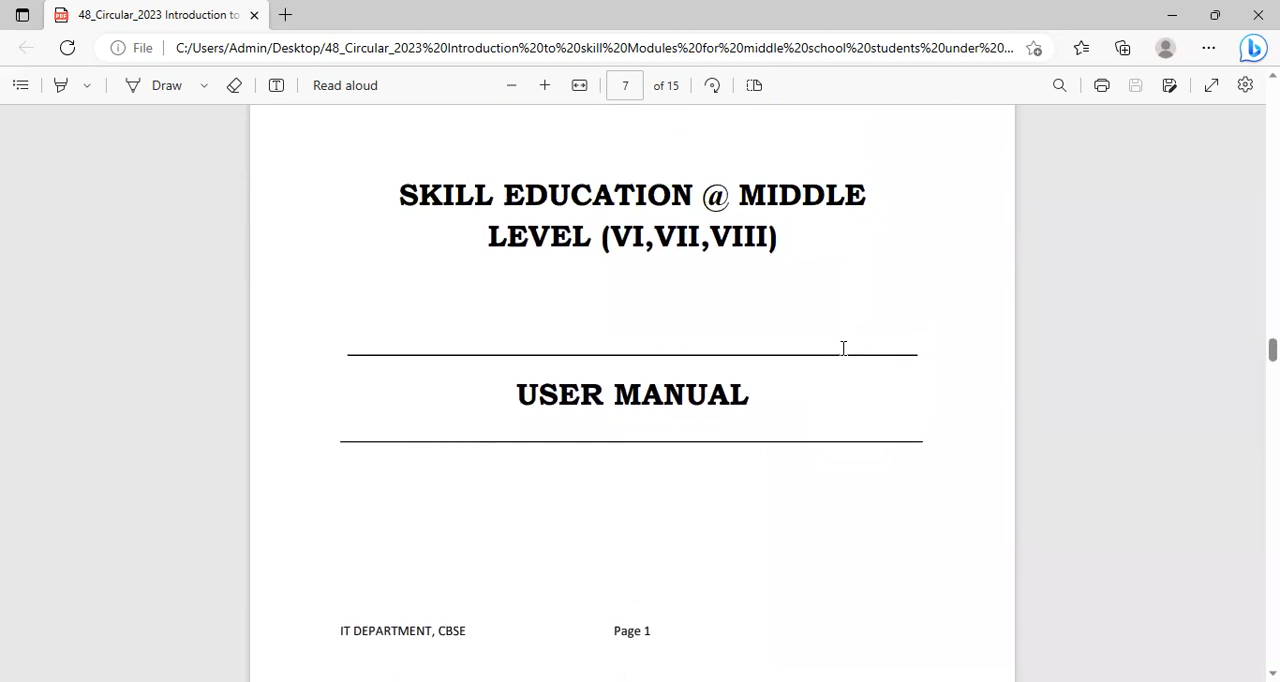 48_Circular_2023 Introduction to
File
C:/Users/Admin/Desktop/48_Circular_2023%20Introduction%20to%20skill%20Modules%20for%20middle%20school%20students%20under%20...
Draw
Read aloud
7 of 15
SKILL EDUCATION @ MIDDLE
LEVEL (VI,VII,VIII)
USER MANUAL
IT DEPARTMENT, CBSE Page 1